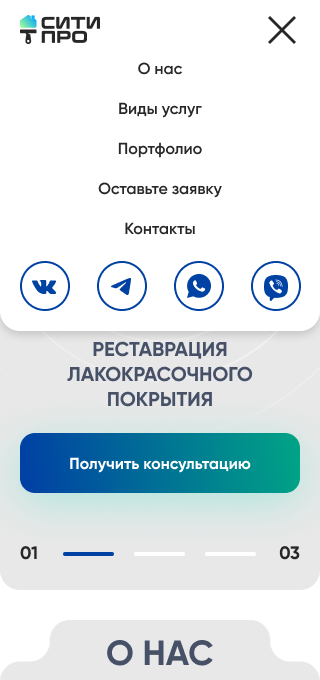 СИТИ
ПРО
О нас
Виды услуг
Портфолио
Оставьте заявку
Контакты
РЕСТАВРАЦИЯ
ЛАКОКРАСОЧНОГО
ПОКРЫТИЯ
Получить консультацию
01
03
О НАС